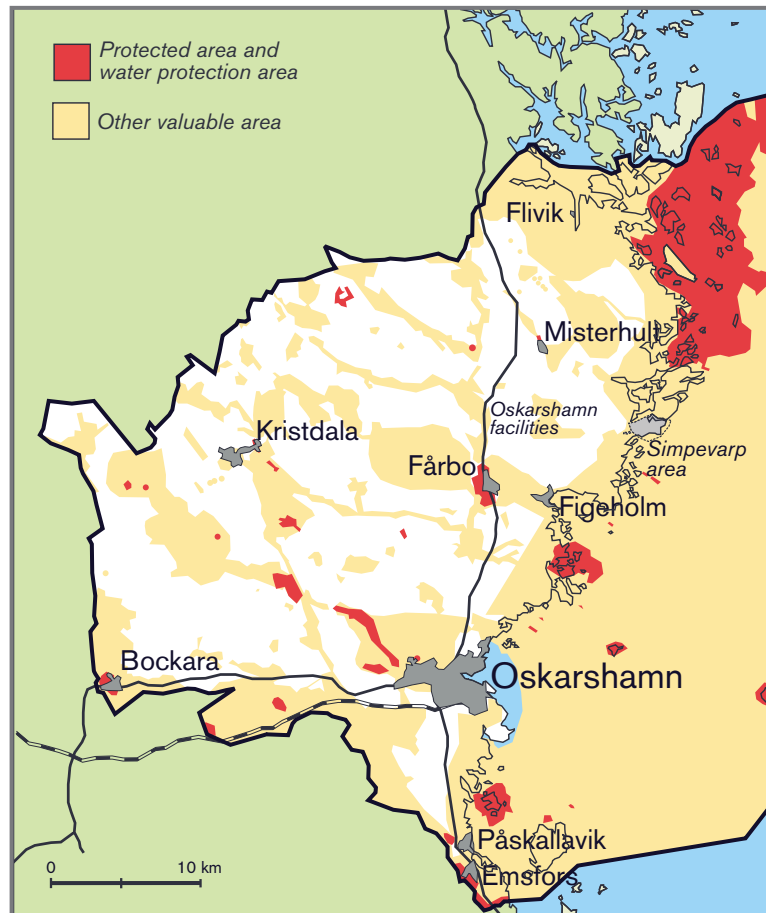 Protected area and
water protection area
Other valuable area
Flivik
Misterhult
Oskarshamn
facilities
Kristdala
Simpevarp
area
Fårbo
Figeholm
Bockara
Oskarshamn
Påskallavik
Emsfors
0
10 km